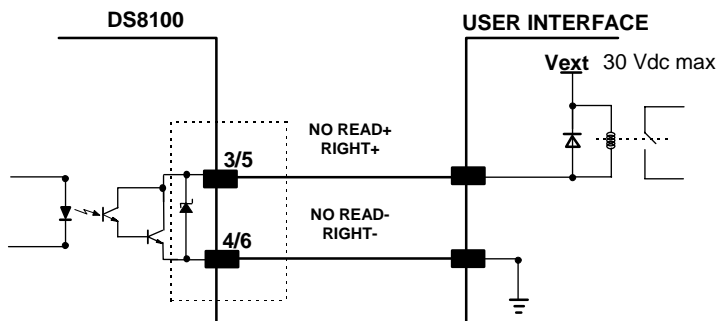 DS8100
USER INTERFACE
Vext 30 Vdc max
NO READ+
RIGHT+
3/5
NO READ-
RIGHT-
4/6